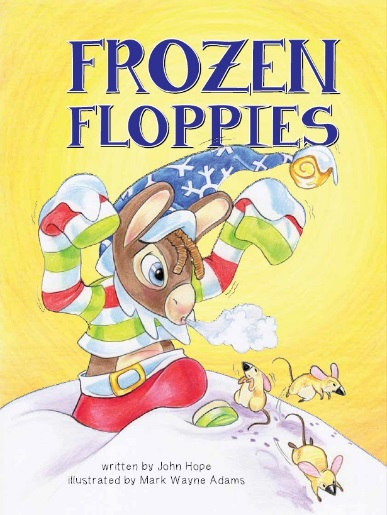 FROZEN
FLOPPIES
written by John Hope
illustrated by Mark Wayne Adams